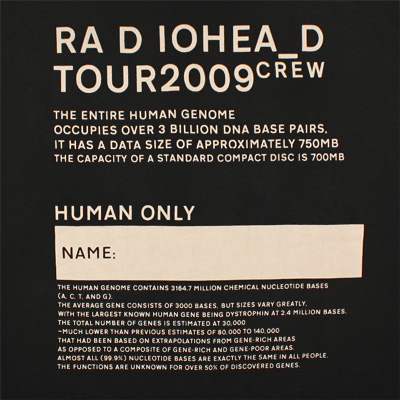 RA D IOHEA_D
TOUR2009CREW
THE ENTIRE HUMAN GENOME
OCCUPIES OVER 3 BILLION DNA BASE PAIRS,
IT HAS A DATA SIZE OF APPROXIMATELY 750MB
THE CAPACITY OF A STANDARD COMPACT DISC IS 700MB
HUMAN ONLY
NAME:
THE HUMAN GENOME CONTAINS 3164.7 MILLION CHEMICAL NUCLEOTIDE BASES
(A, C, T, AND G).
THE AVERAGE GENE CONSISTS OF 3000 BASES, BUT SIZES VARY GREATLY,
WITH THE LARGEST KNOWN HUMAN GENE BEING DYSTROPHIN AT 2.4 MILLION BASES.
THE TOTAL NUMBER OF GENES IS ESTIMATED AT 30,000
–MUCH LOWER THAN PREVIOUS ESTIMATES OF 80,000 TO 140,000
THAT HAD BEEN BASED ON EXTRAPOLATIONS FROM GENE-RICH AREAS
AS OPPOSED TO A COMPOSITE OF GENE-RICH AND GENE-POOR AREAS.
ALMOST ALL (99.9%) NUCLEOTIDE BASES ARE EXACTLY THE SAME IN ALL PEOPLE.
THE FUNCTIONS ARE UNKNOWN FOR OVER 50% OF DISCOVERED GENES.